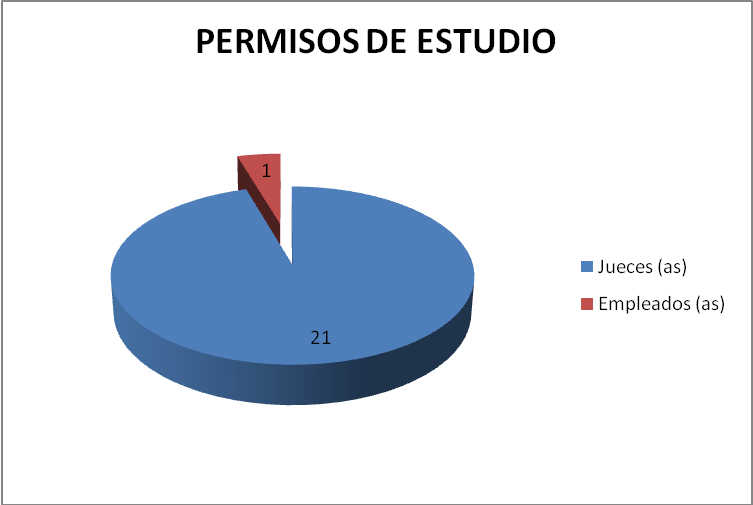 PERMISOS DE ESTUDIO
1
21
Jueces (as)
Empleados (as)